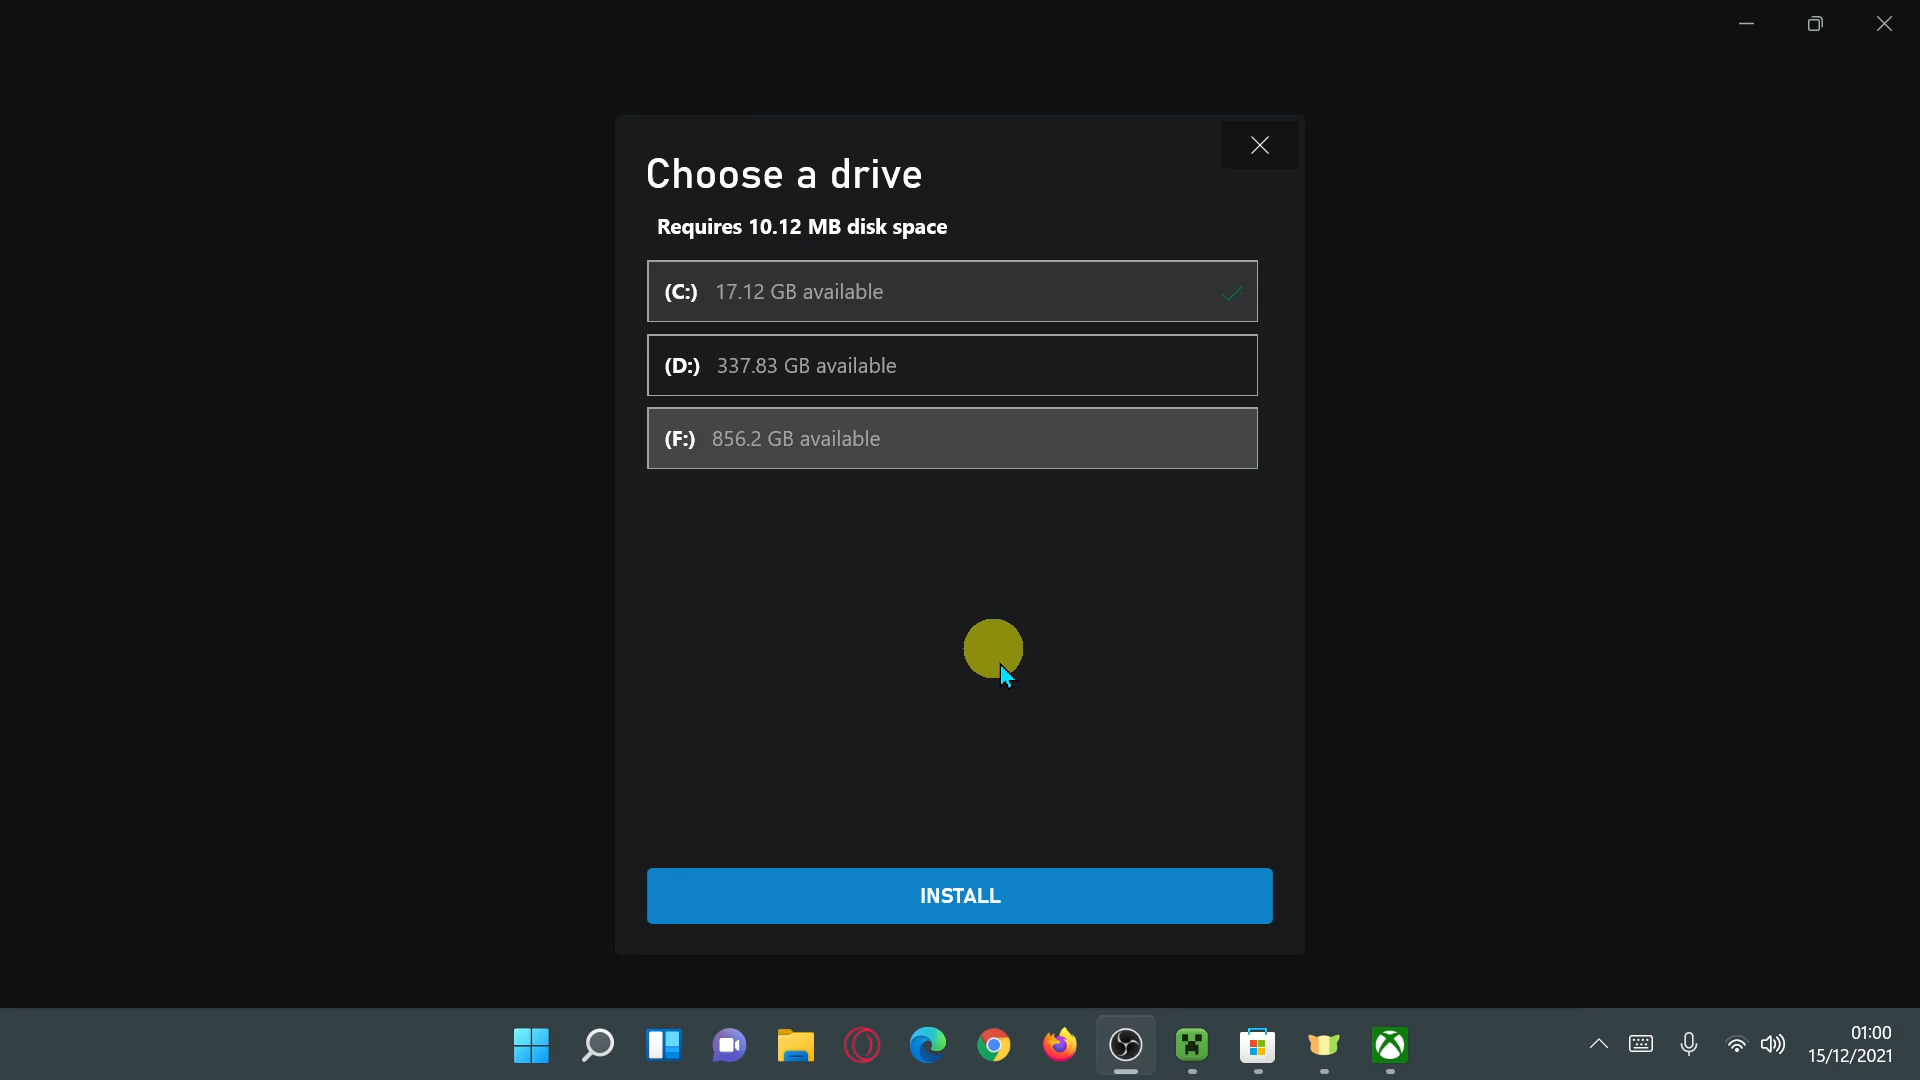 Choose a drive
Requires 10.12 MB disk space
(C:) 17.12 GB available
(D:) 337.83 GB available
(F:) 856.2 GB available
INSTALL
01:00
15/12/2021